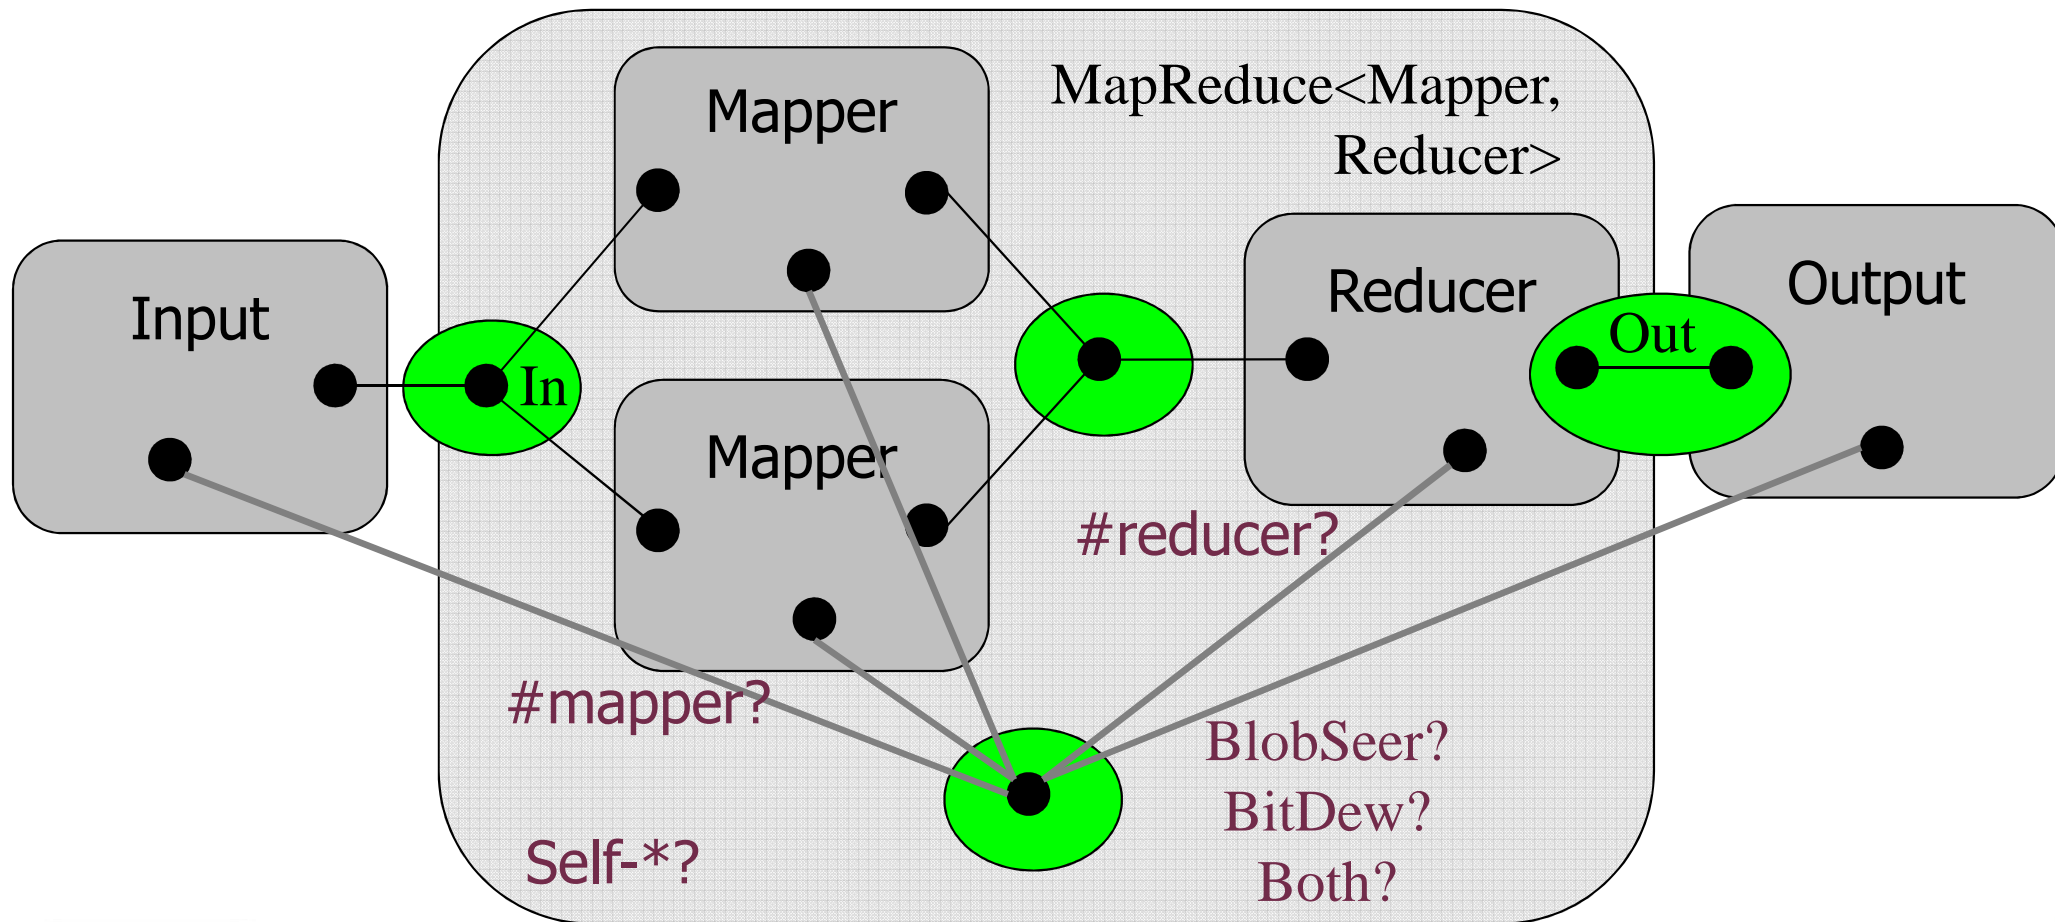 MapReduce<Mapper,
Reducer>
Mapper
Input
In
Mapper
Reducer
Out
Output
#reducer?
#mapper?
BlobSeer?
BitDew?
Both?
Self-*?